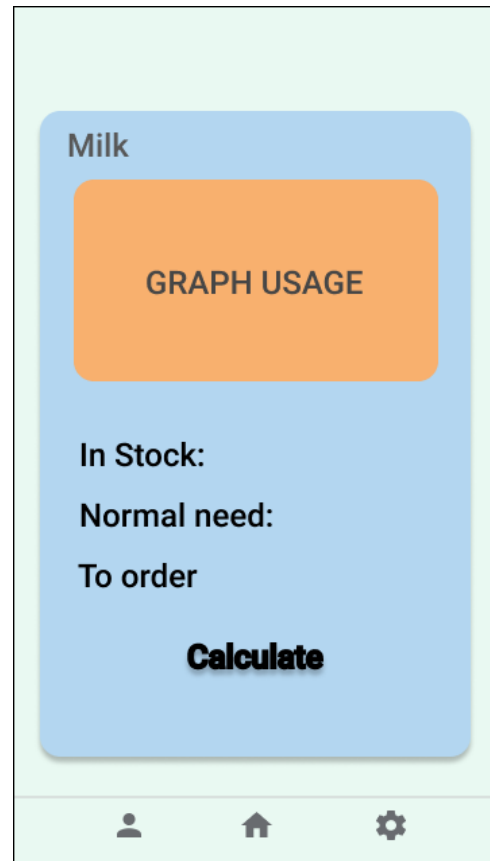 Milk
GRAPH USAGE
In Stock:
Normal need:
To order
Calculate